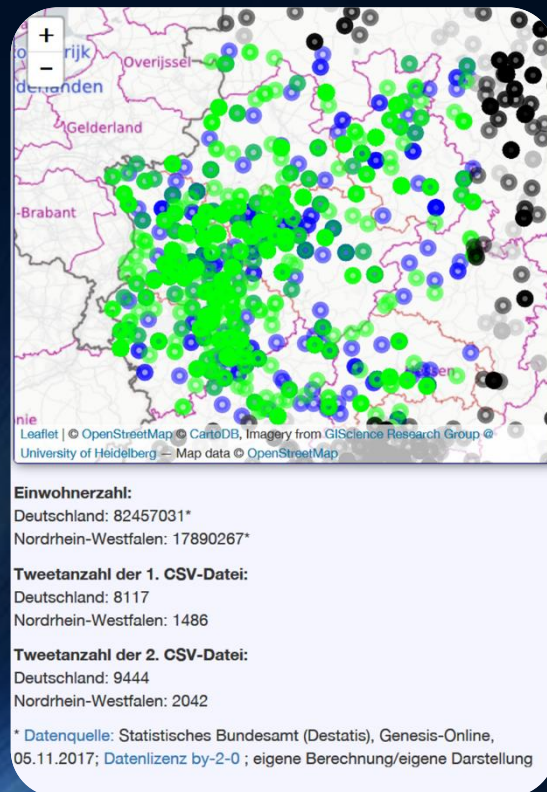 +
−
rijk
Overijssel
Gelderland
-Brabant
Leaflet | © OpenStreetMap © CartoDB, Imagery from GIScience Research Group @
University of Heidelberg — Map data © OpenStreetMap
Einwohnerzahl:
Deutschland: 82457031*
Nordrhein-Westfalen: 17890267*
Tweetanzahl der 1. CSV-Datei:
Deutschland: 8117
Nordrhein-Westfalen: 1486
Tweetanzahl der 2. CSV-Datei:
Deutschland: 9444
Nordrhein-Westfalen: 2042
* Datenquelle: Statistisches Bundesamt (Destatis), Genesis-Online,
05.11.2017; Datenlizenz by-2-0 ; eigene Berechnung/eigene Darstellung